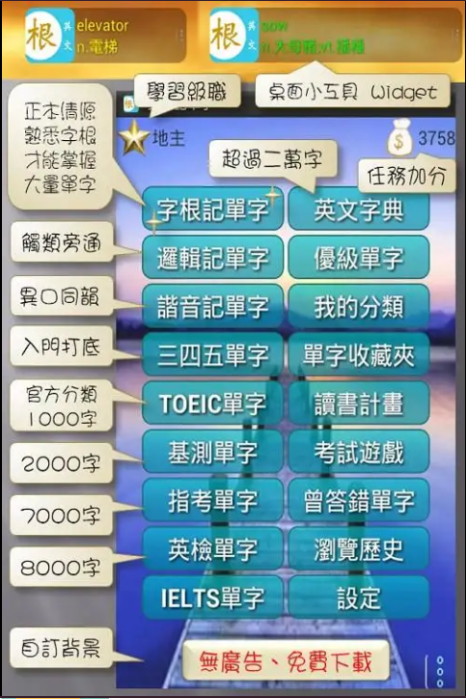 根
英
文
elevator
n.電梯
根
英
文
sow
n.大母豬;vt.播種
學習級職
桌面小工具 Widget
正本清源
熟悉字根
才能掌握
大量單字
地主
$
3758
超過二萬字
任務加分
字根記單字
英文字典
觸類旁通
邏輯記單字
優級單字
異口同韻
諧音記單字
我的分類
入門打底
三四五單字
單字收藏夾
官方分類
1000字
TOEIC單字
讀書計畫
2000字
基測單字
考試遊戲
7000字
指考單字
曾答錯單字
8000字
英檢單字
瀏覽歷史
IELTS單字
設定
自訂背景
無廣告、免費下載